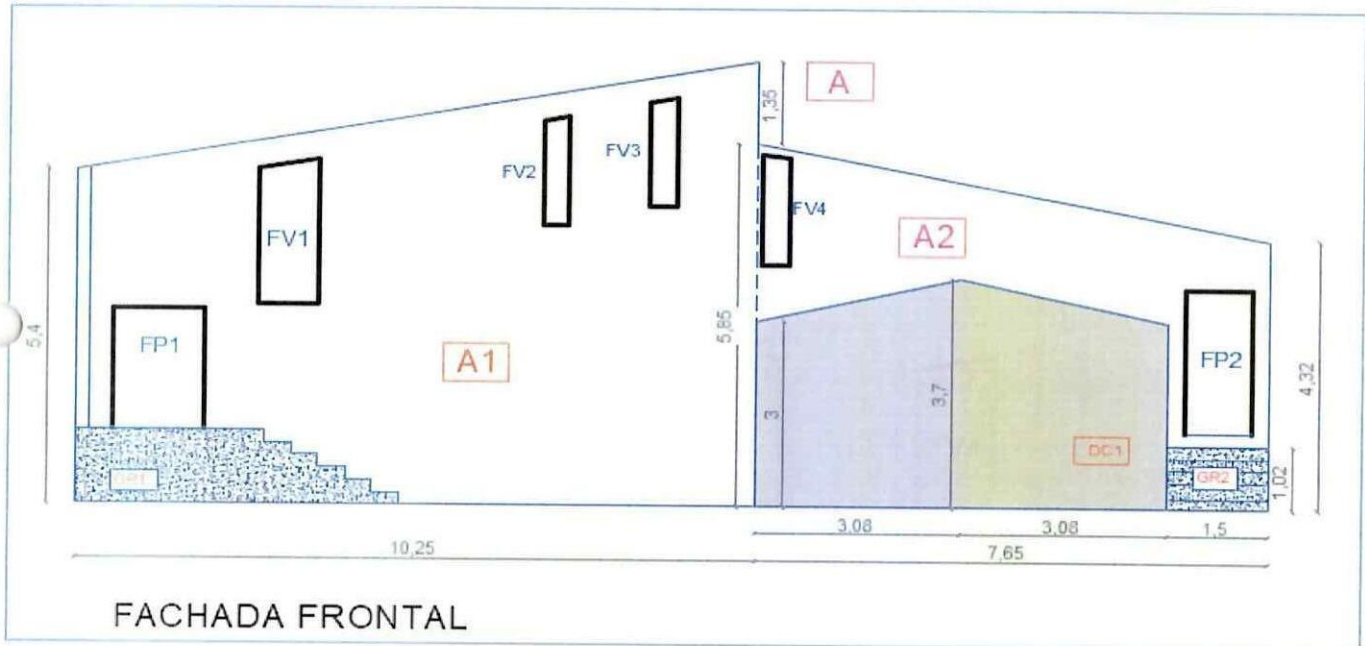 A
1,35
FV3
FV2
FV4
FV1
A2
5,4
FP1
A1
5,85
FP2
4,32
3
3,7
DC1
GR1
GR2
1,02
3,08
3,08
1,5
10,25
7,65
FACHADA FRONTAL